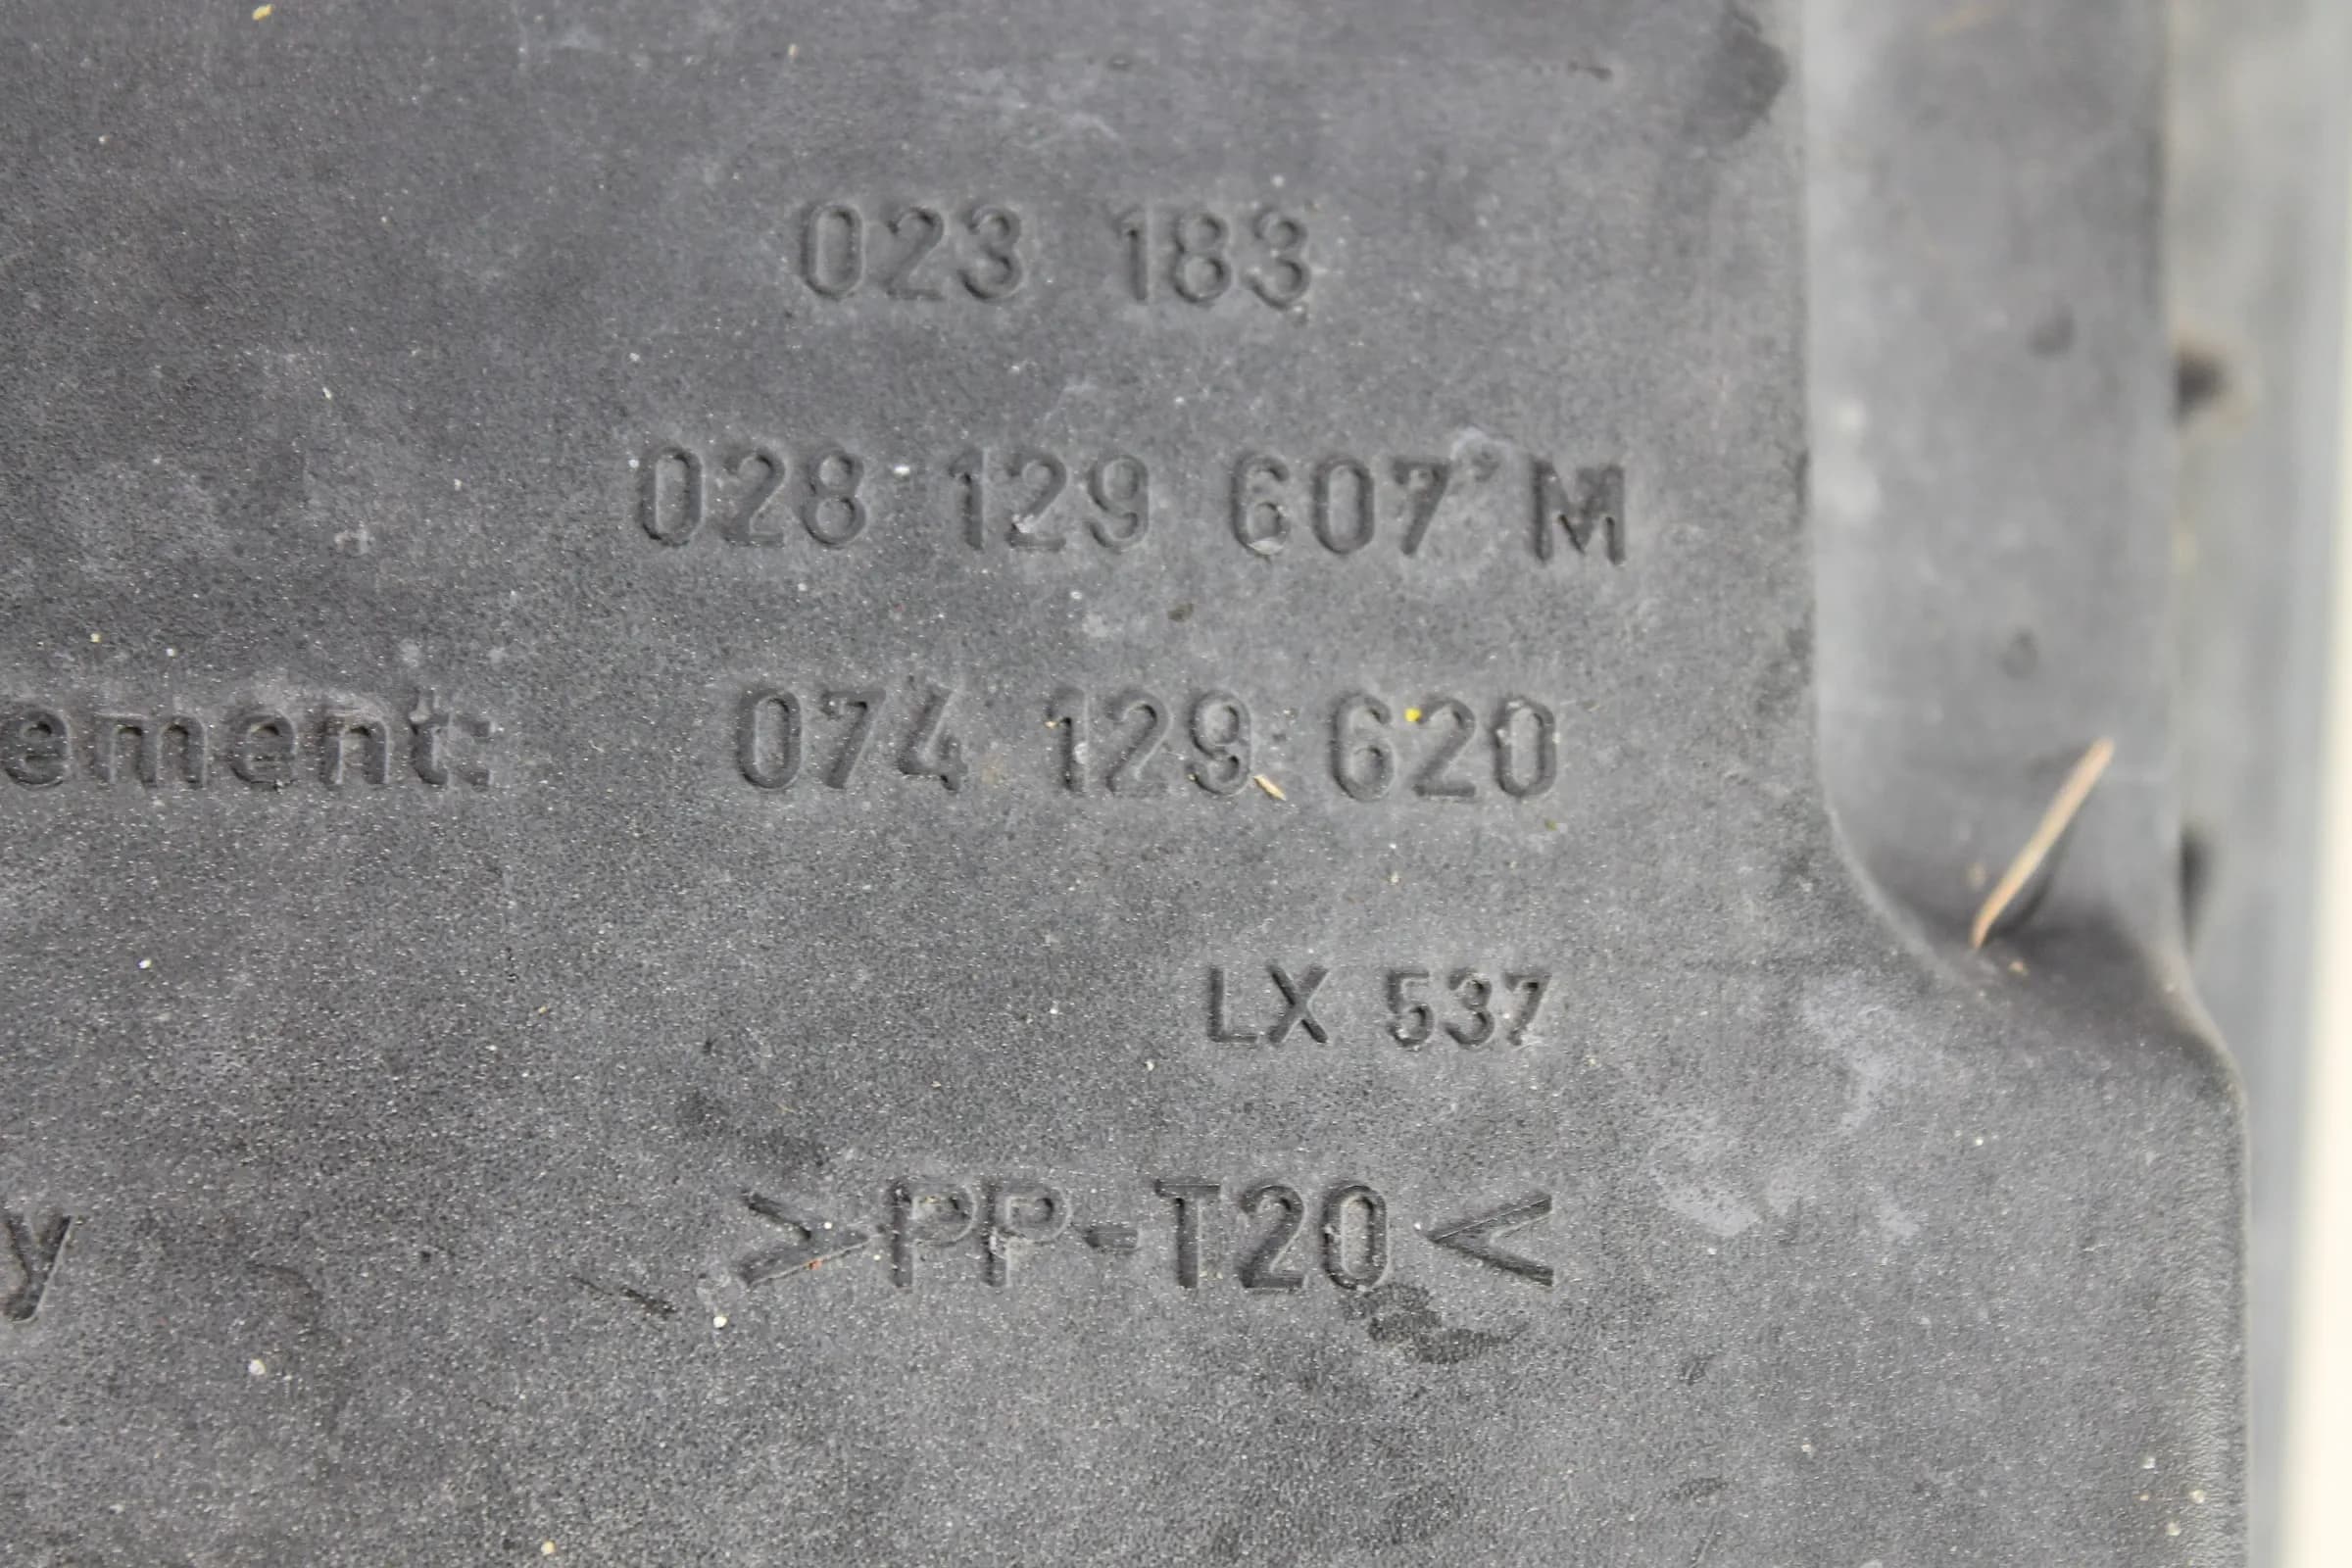 023 183
028 129 607 M
ement: 074 129 620
LX 537
y >PP-T20<